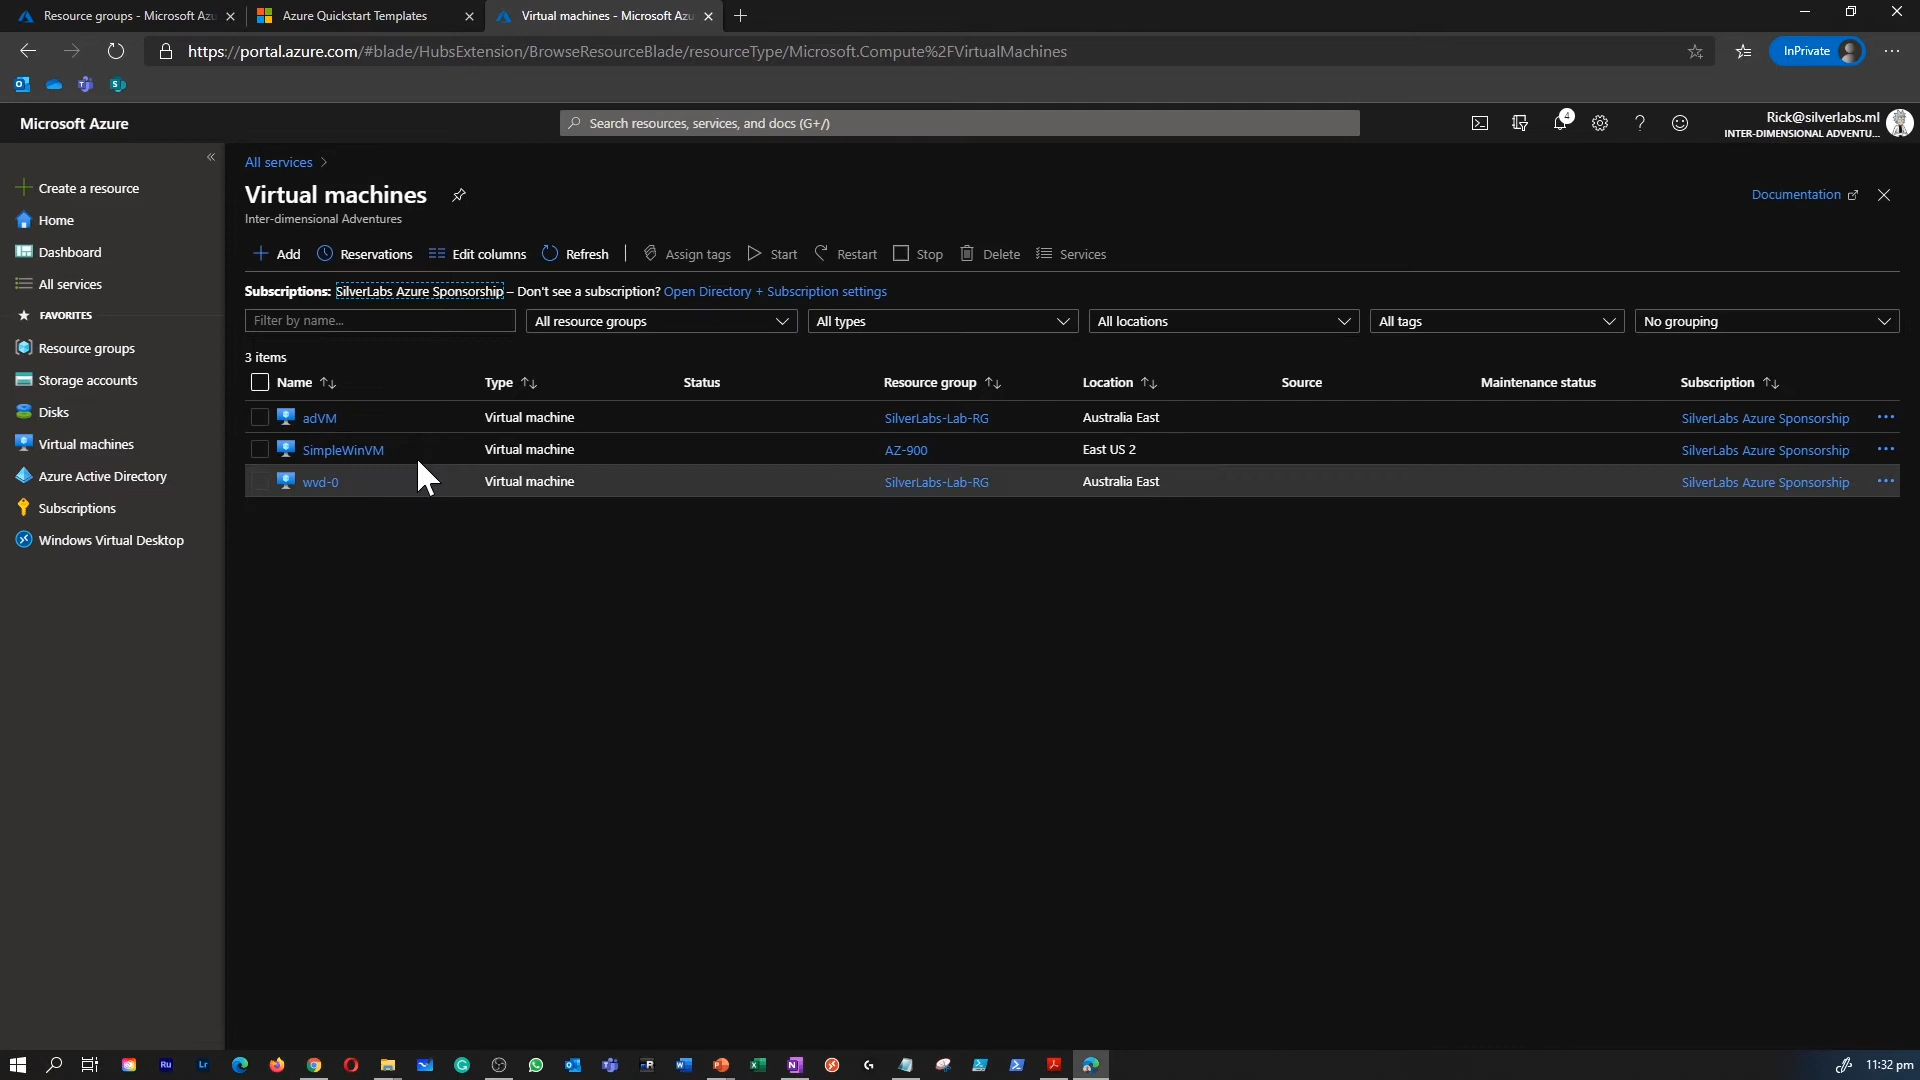 Resource groups - Microsoft Azu
Azure Quickstart Templates
Virtual machines - Microsoft Azu
https://portal.azure.com/#blade/HubsExtension/BrowseResourceBlade/resourceType/Microsoft.Compute%2FVirtualMachines
InPrivate
Microsoft Azure
Search resources, services, and docs (G+/)
4
Rick@silverlabs.ml
INTER-DIMENSIONAL ADVENTU...
Create a resource
Home
Dashboard
All services
FAVORITES
Resource groups
Storage accounts
Disks
Virtual machines
Azure Active Directory
Subscriptions
Windows Virtual Desktop
All services >
Virtual machines
Inter-dimensional Adventures
Documentation
Add Reservations Edit columns Refresh Assign tags Start Restart Stop Delete Services
Subscriptions: SilverLabs Azure Sponsorship – Don't see a subscription? Open Directory + Subscription settings
Filter by name... All resource groups All types All locations All tags No grouping
3 items
Name Type Status Resource group Location Source Maintenance status Subscription
adVM Virtual machine SilverLabs-Lab-RG Australia East SilverLabs Azure Sponsorship
SimpleWinVM Virtual machine AZ-900 East US 2 SilverLabs Azure Sponsorship
wvd-0 Virtual machine SilverLabs-Lab-RG Australia East SilverLabs Azure Sponsorship
Ru
Lr
11:32 pm